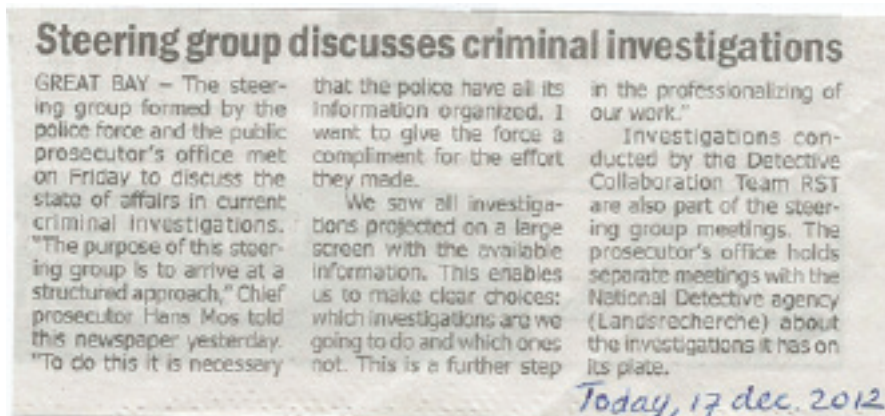 Steering group discusses criminal investigations
GREAT BAY – The steer-
ing group formed by the
police force and the public
prosecutor's office met
on Friday to discuss the
state of affairs in current
criminal investigations.
"The purpose of this steer-
ing group is to arrive at a
structured approach," Chief
prosecutor Hans Mos told
this newspaper yesterday.
"To do this it is necessary
that the police have all its
information organized. I
want to give the force a
compliment for the effort
they made.
We saw all investiga-
tions projected on a large
screen with the available
information. This enables
us to make clear choices:
which investigations are we
going to do and which ones
not. This is a further step
in the professionalizing of
our work."
Investigations con-
ducted by the Detective
Collaboration Team RST
are also part of the steer-
ing group meetings. The
prosecutor's office holds
separate meetings with the
National Detective agency
(Landsrecherche) about
the investigations it has on
its plate.
Today, 17 dec. 2012